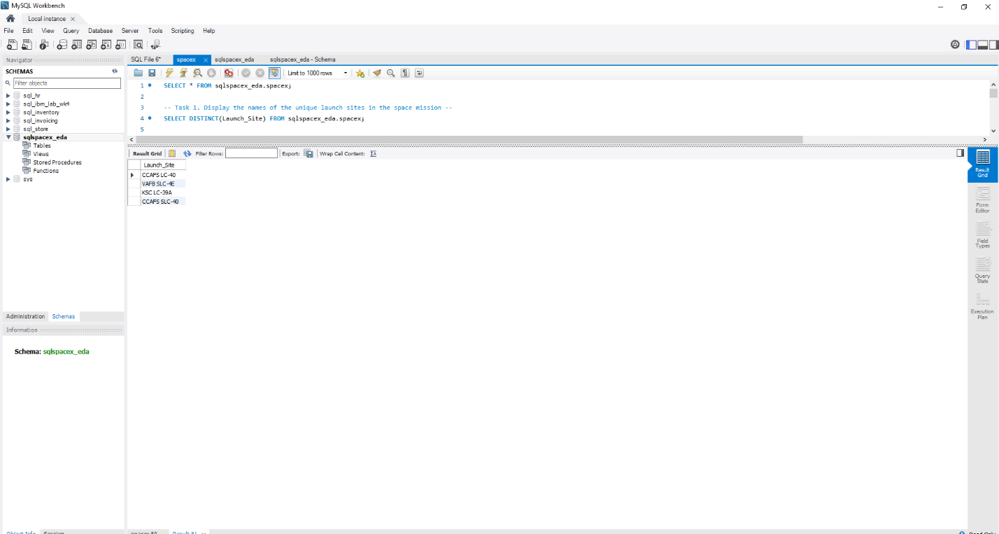 MySQL Workbench
Local instance
File Edit View Query Database Server Tools Scripting Help
Navigator
SCHEMAS
Filter objects
sql_hr
sql_ibm_lab_wk4
sql_inventory
sql_invoicing
sql_store
sqlspacex_eda
Tables
Views
Stored Procedures
Functions
sys
Administration Schemas
Information
Schema: sqlspacex_eda
Object Info Session
SQL File 6* spacex sqlspacex_eda sqlspacex_eda - Schema
Limit to 1000 rows
1 SELECT * FROM sqlspacex_eda.spacex;
2
3 -- Task 1. Display the names of the unique launch sites in the space mission --
4 SELECT DISTINCT(Launch_Site) FROM sqlspacex_eda.spacex;
5
Result Grid Filter Rows: Export: Wrap Cell Content:
Launch_Site
CCAFS LC-40
VAFB SLC-4E
KSC LC-39A
CCAFS SLC-40
Result
Grid
Form
Editor
Field
Types
Query
Stats
Execution
Plan
spacex 80 Result 81
Read Only